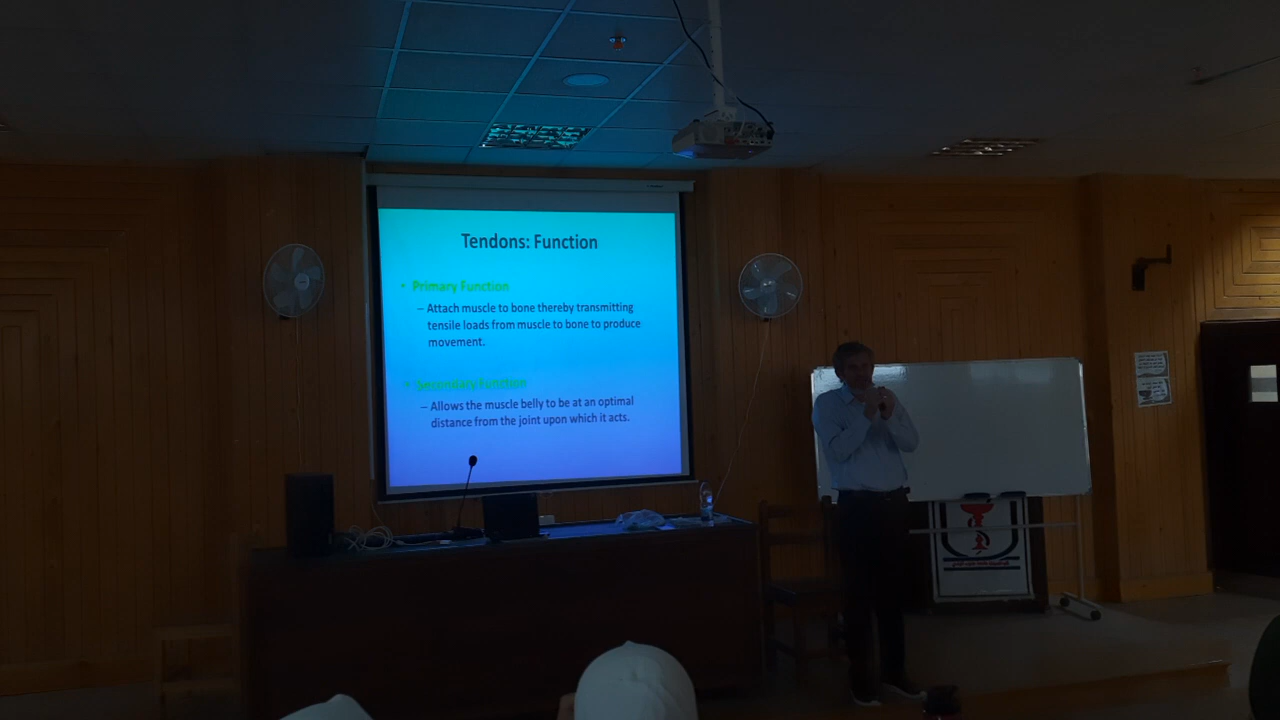 Tendons: Function
• Primary Function
– Attach muscle to bone thereby transmitting
tensile loads from muscle to bone to produce
movement.
• Secondary Function
– Allows the muscle belly to be at an optimal
distance from the joint upon which it acts.